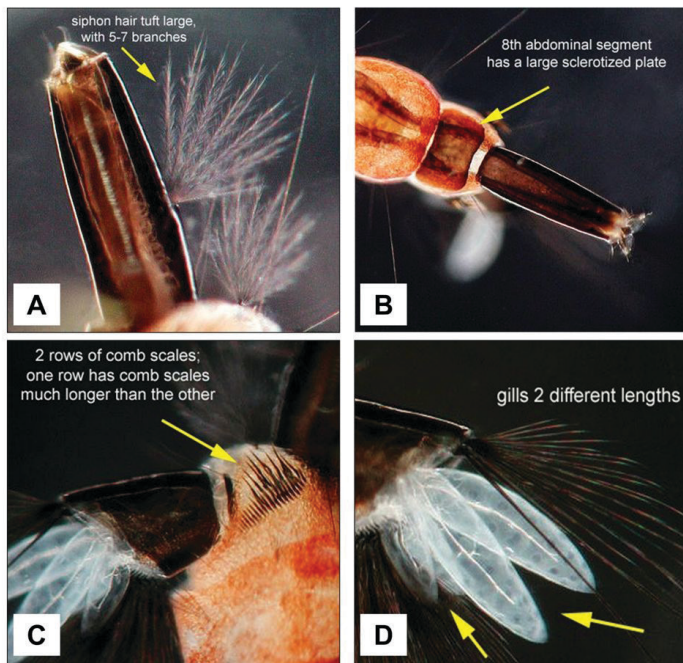 siphon hair tuft large,
with 5-7 branches
A
8th abdominal segment
has a large sclerotized plate
B
2 rows of comb scales;
one row has comb scales
much longer than the other
C
gills 2 different lengths
D